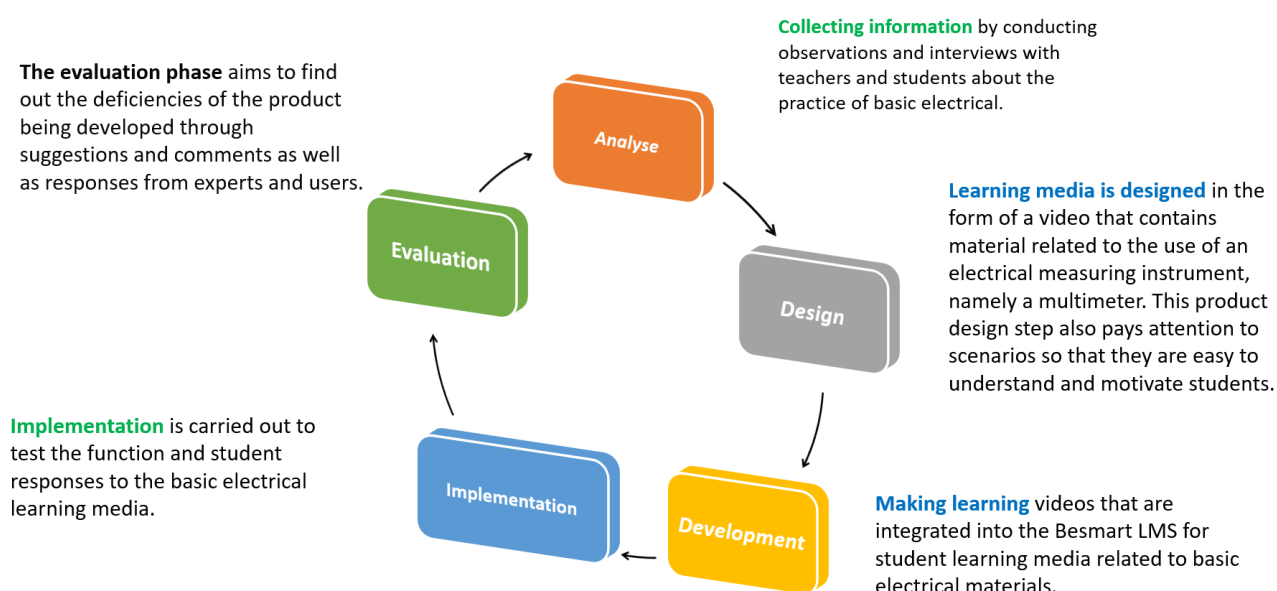 Collecting information by conducting
observations and interviews with
teachers and students about the
practice of basic electrical.
The evaluation phase aims to find
out the deficiencies of the product
being developed through
suggestions and comments as well
as responses from experts and users.
Analyse
Learning media is designed in the
form of a video that contains
material related to the use of an
electrical measuring instrument,
namely a multimeter. This product
design step also pays attention to
scenarios so that they are easy to
understand and motivate students.
Evaluation
Design
Implementation is carried out to
test the function and student
responses to the basic electrical
learning media.
Implementation
Development
Making learning videos that are
integrated into the Besmart LMS for
student learning media related to basic
electrical materials.